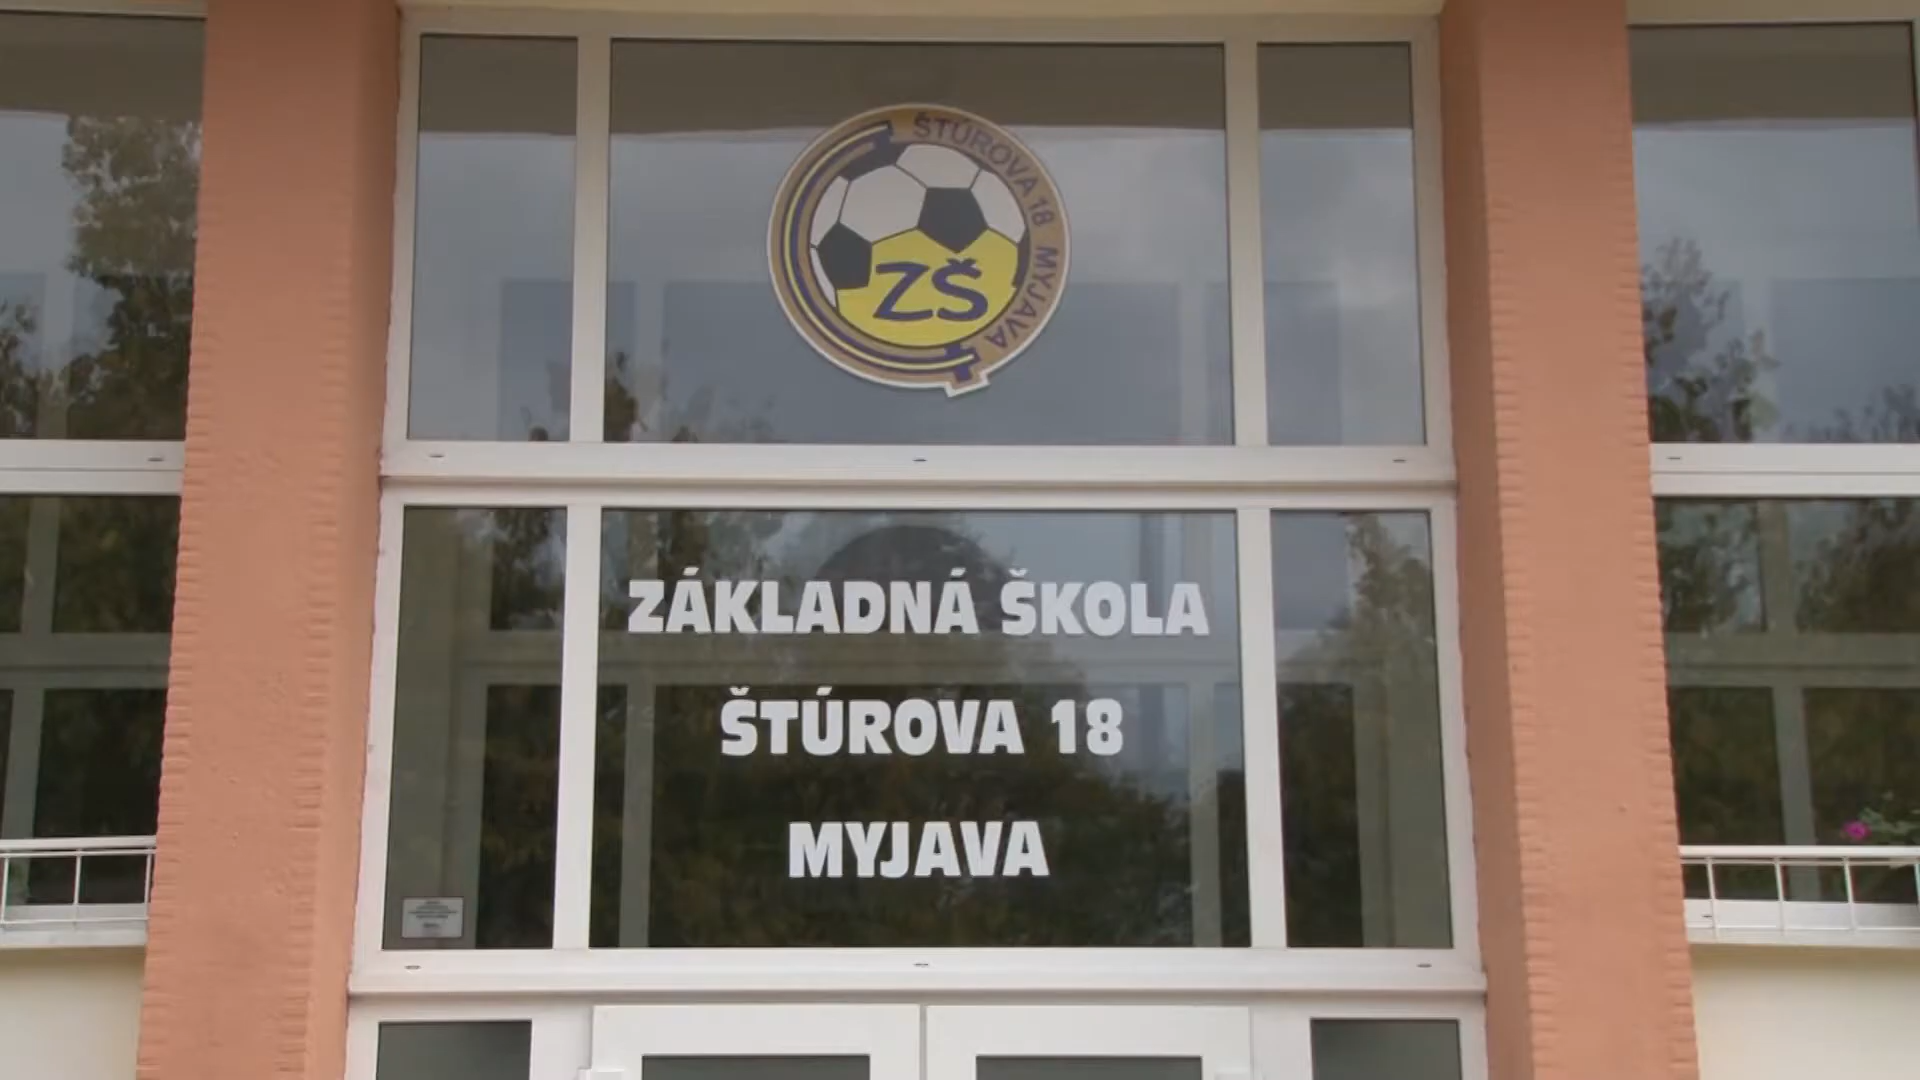 ŠTÚROVA 18 MYJAVA
ZŠ
ZÁKLADNÁ ŠKOLA
ŠTÚROVA 18
MYJAVA